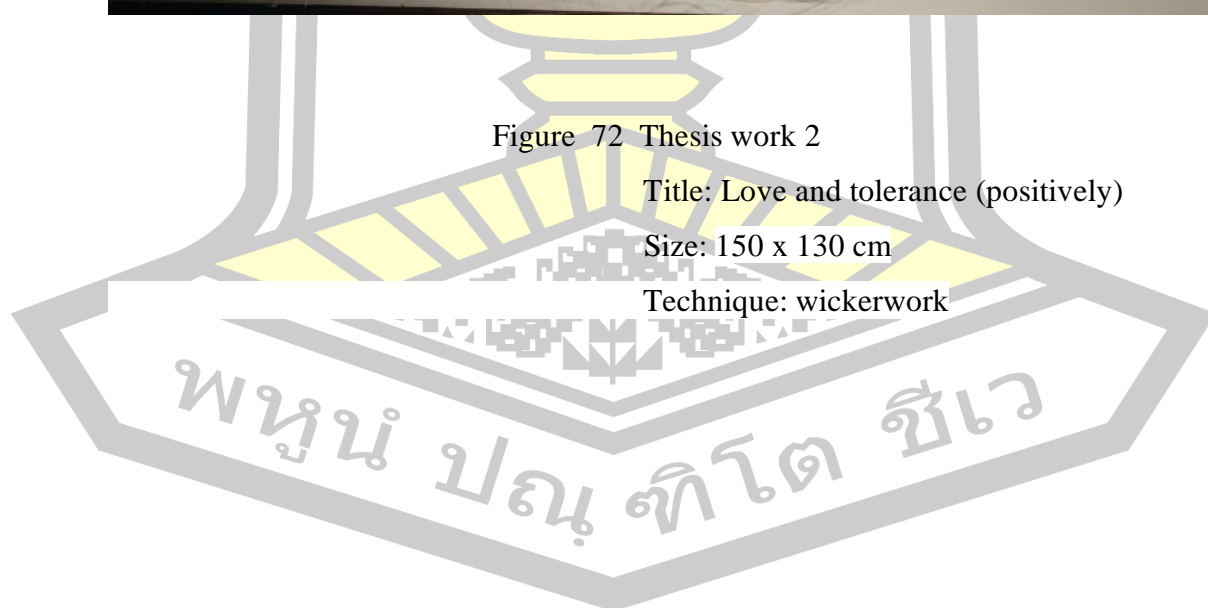 Figure 72 Thesis work 2
Title: Love and tolerance (positively)
Size: 150 x 130 cm
Technique: wickerwork
พหูนํ ปณฺฑิโต ชีเว